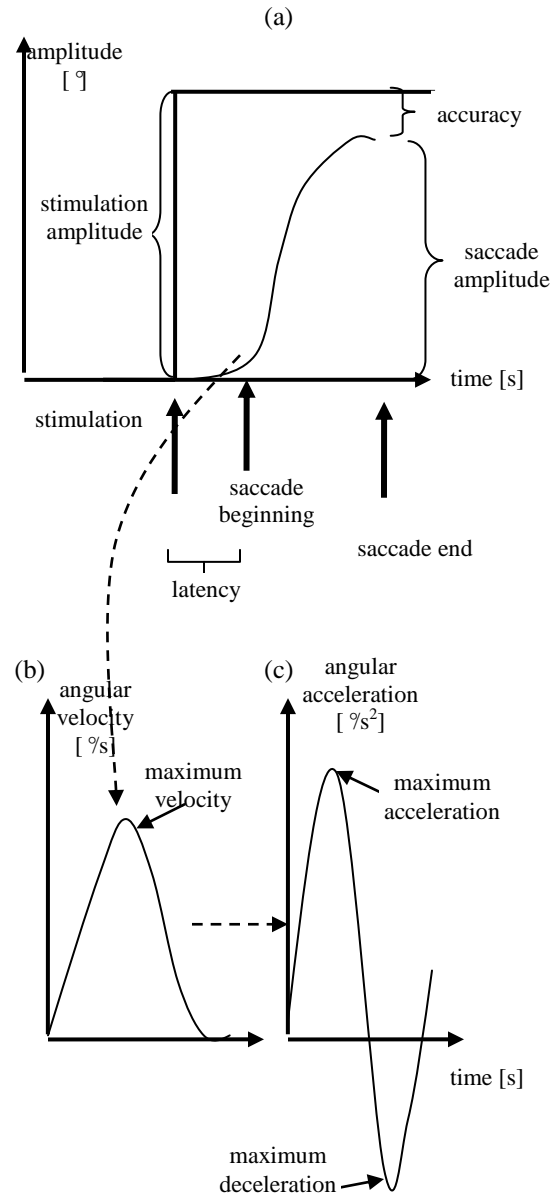 (a)
amplitude
[ °]
accuracy
stimulation
amplitude
saccade
amplitude
time [s]
stimulation
saccade
beginning
saccade end
latency
(b)
angular
velocity
[ °/s]
maximum
velocity
(c)
angular
acceleration
[ °/s²]
maximum
acceleration
time [s]
maximum
deceleration